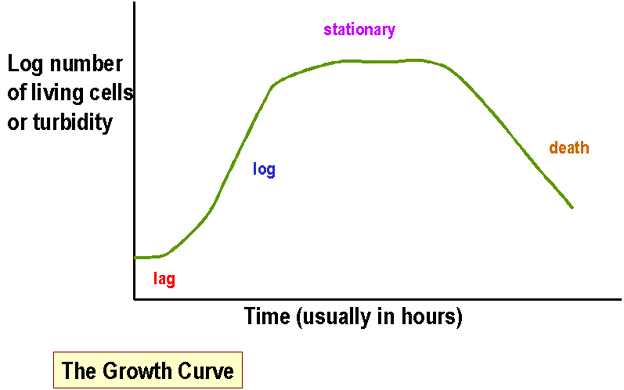 stationary
Log number
of living cells
or turbidity
death
log
lag
Time (usually in hours)
The Growth Curve